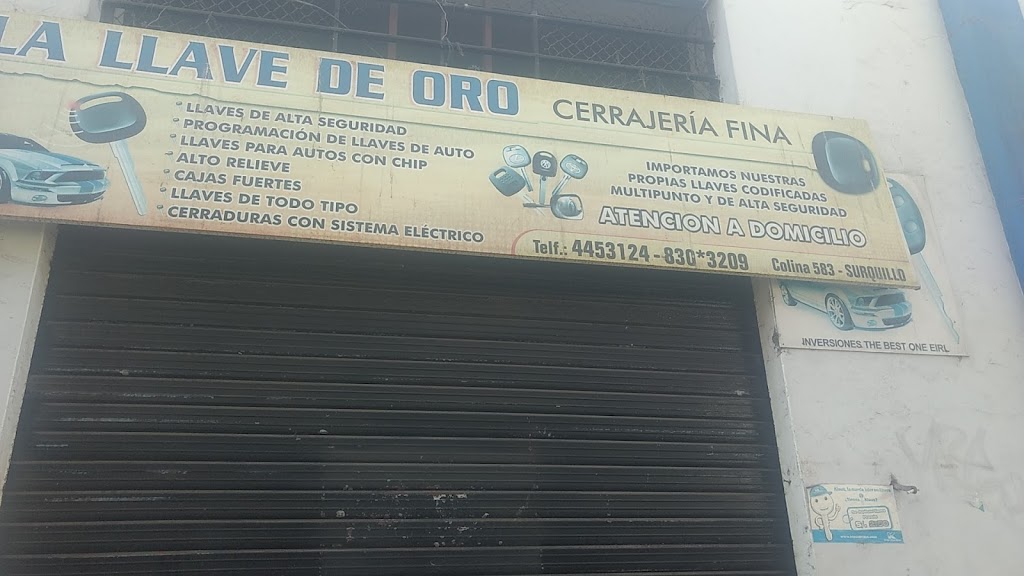 LA LLAVE DE ORO
CERRAJERÍA FINA
° LLAVES DE ALTA SEGURIDAD
° PROGRAMACIÓN DE LLAVES DE AUTO
° LLAVES PARA AUTOS CON CHIP
° ALTO RELIEVE
° CAJAS FUERTES
° LLAVES DE TODO TIPO
° CERRADURAS CON SISTEMA ELÉCTRICO
IMPORTAMOS NUESTRAS
PROPIAS LLAVES CODIFICADAS
MULTIPUNTO Y DE ALTA SEGURIDAD
ATENCION A DOMICILIO
Telf.: 4453124 - 830*3209
Colina 583 - SURQUILLO
INVERSIONES THE BEST ONE EIRL